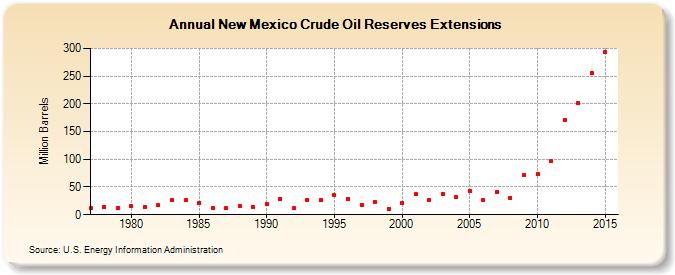 Annual New Mexico Crude Oil Reserves Extensions
Million Barrels
300
250
200
150
100
50
0
1980 1985 1990 1995 2000 2005 2010 2015
Source: U.S. Energy Information Administration